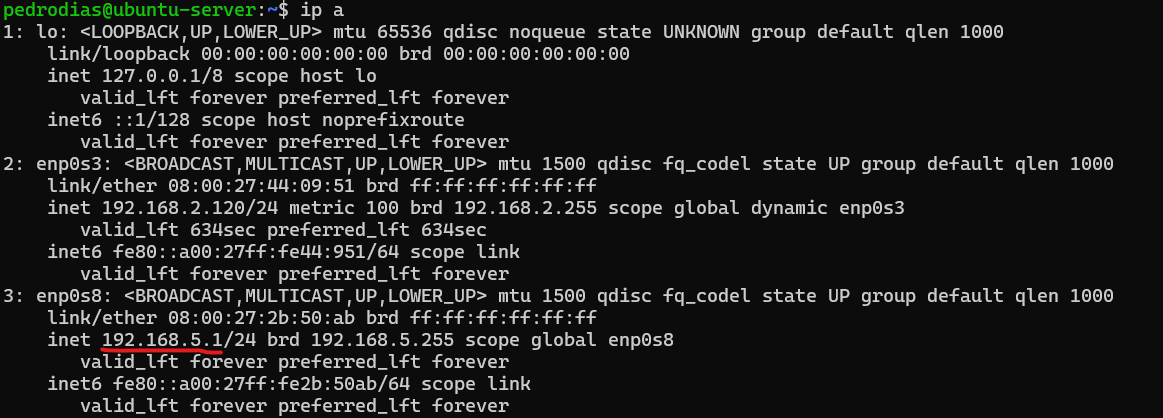 pedrodias@ubuntu-server:~$ ip a
1: lo: <LOOPBACK,UP,LOWER_UP> mtu 65536 qdisc noqueue state UNKNOWN group default qlen 1000
link/loopback 00:00:00:00:00:00 brd 00:00:00:00:00:00
inet 127.0.0.1/8 scope host lo
valid_lft forever preferred_lft forever
inet6 ::1/128 scope host noprefixroute
valid_lft forever preferred_lft forever
2: enp0s3: <BROADCAST,MULTICAST,UP,LOWER_UP> mtu 1500 qdisc fq_codel state UP group default qlen 1000
link/ether 08:00:27:44:09:51 brd ff:ff:ff:ff:ff:ff
inet 192.168.2.120/24 metric 100 brd 192.168.2.255 scope global dynamic enp0s3
valid_lft 634sec preferred_lft 634sec
inet6 fe80::a00:27ff:fe44:951/64 scope link
valid_lft forever preferred_lft forever
3: enp0s8: <BROADCAST,MULTICAST,UP,LOWER_UP> mtu 1500 qdisc fq_codel state UP group default qlen 1000
link/ether 08:00:27:2b:50:ab brd ff:ff:ff:ff:ff:ff
inet 192.168.5.1/24 brd 192.168.5.255 scope global enp0s8
valid_lft forever preferred_lft forever
inet6 fe80::a00:27ff:fe2b:50ab/64 scope link
valid_lft forever preferred_lft forever